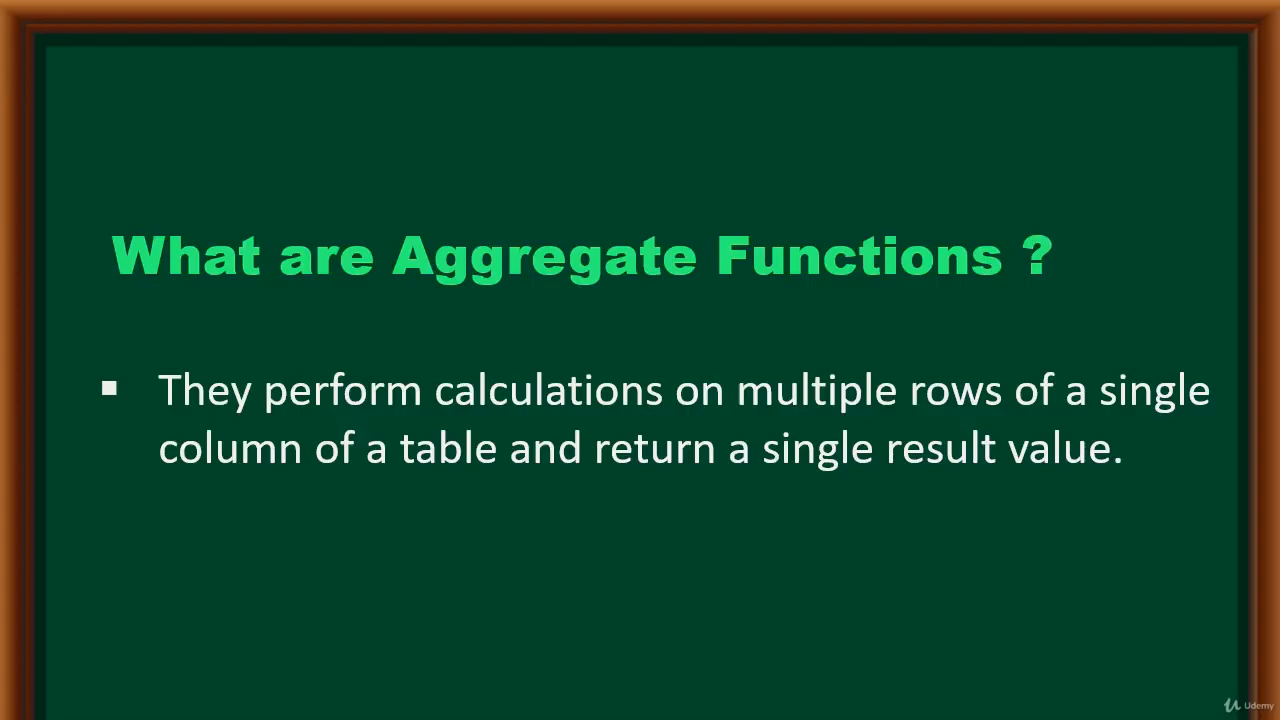 What are Aggregate Functions ?
▪ They perform calculations on multiple rows of a single
column of a table and return a single result value.
Udemy